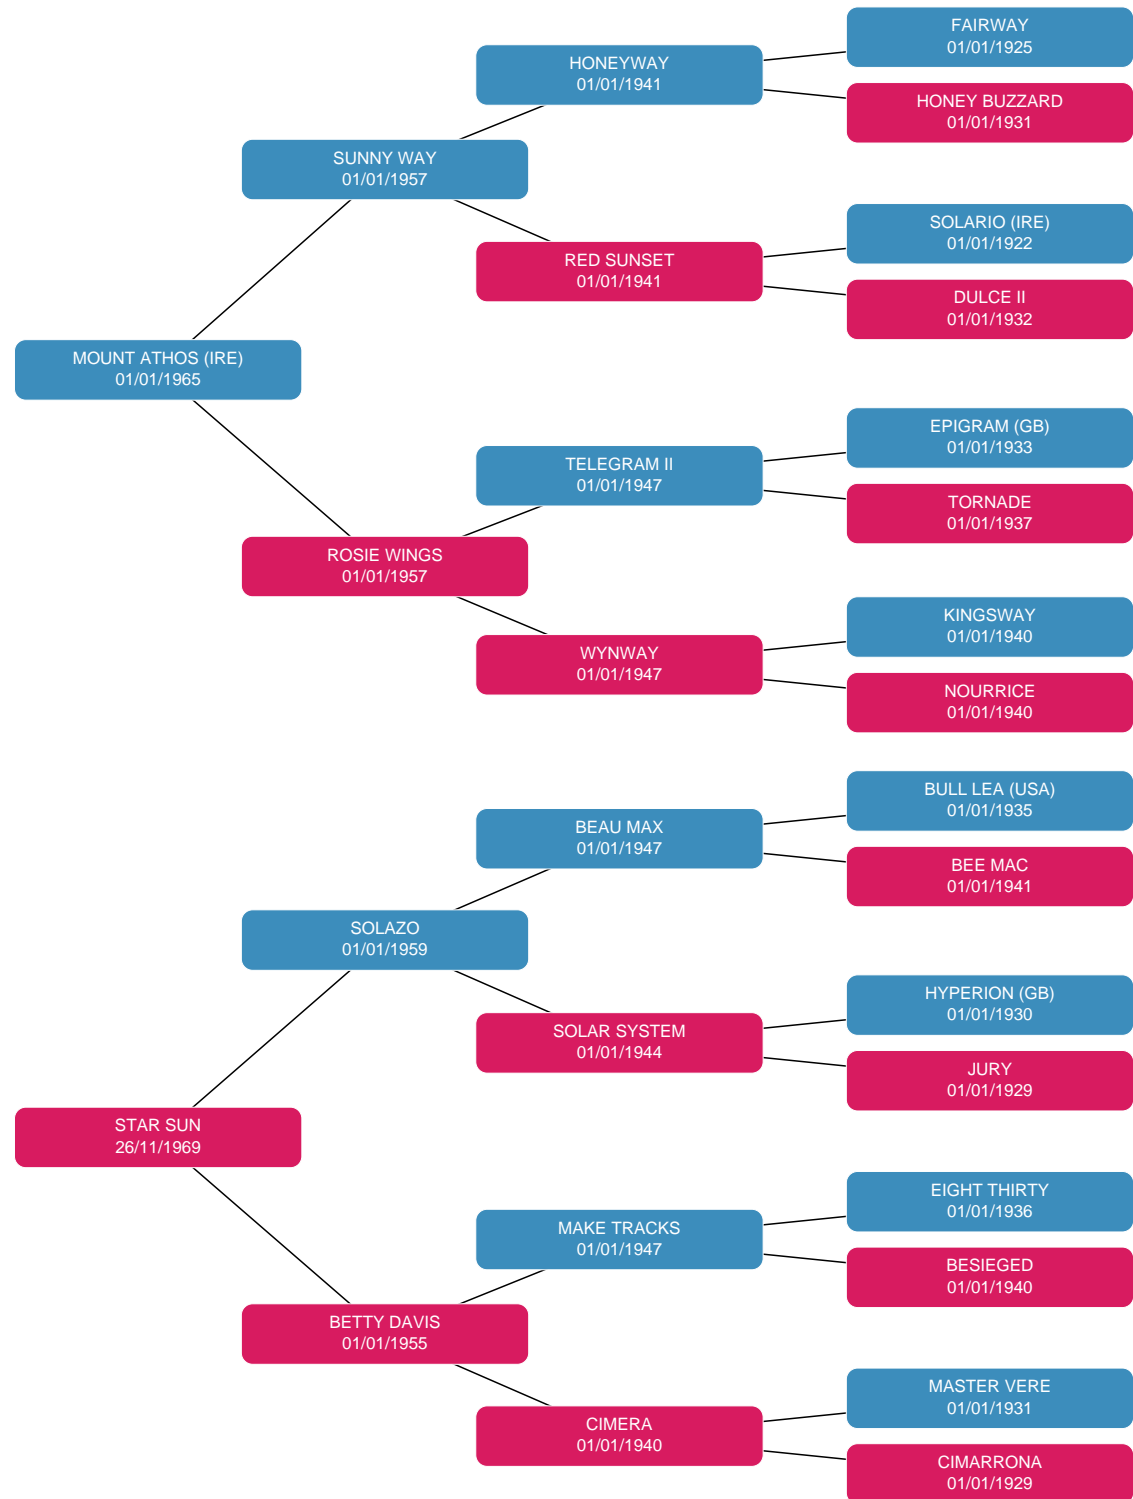 FAIRWAY
01/01/1925
HONEYWAY
01/01/1941
HONEY BUZZARD
01/01/1931
SUNNY WAY
01/01/1957
SOLARIO (IRE)
01/01/1922
RED SUNSET
01/01/1941
DULCE II
01/01/1932
MOUNT ATHOS (IRE)
01/01/1965
EPIGRAM (GB)
01/01/1933
TELEGRAM II
01/01/1947
TORNADE
01/01/1937
ROSIE WINGS
01/01/1957
KINGSWAY
01/01/1940
WYNWAY
01/01/1947
NOURRICE
01/01/1940
BULL LEA (USA)
01/01/1935
BEAU MAX
01/01/1947
BEE MAC
01/01/1941
SOLAZO
01/01/1959
HYPERION (GB)
01/01/1930
SOLAR SYSTEM
01/01/1944
JURY
01/01/1929
STAR SUN
26/11/1969
EIGHT THIRTY
01/01/1936
MAKE TRACKS
01/01/1947
BESIEGED
01/01/1940
BETTY DAVIS
01/01/1955
MASTER VERE
01/01/1931
CIMERA
01/01/1940
CIMARRONA
01/01/1929